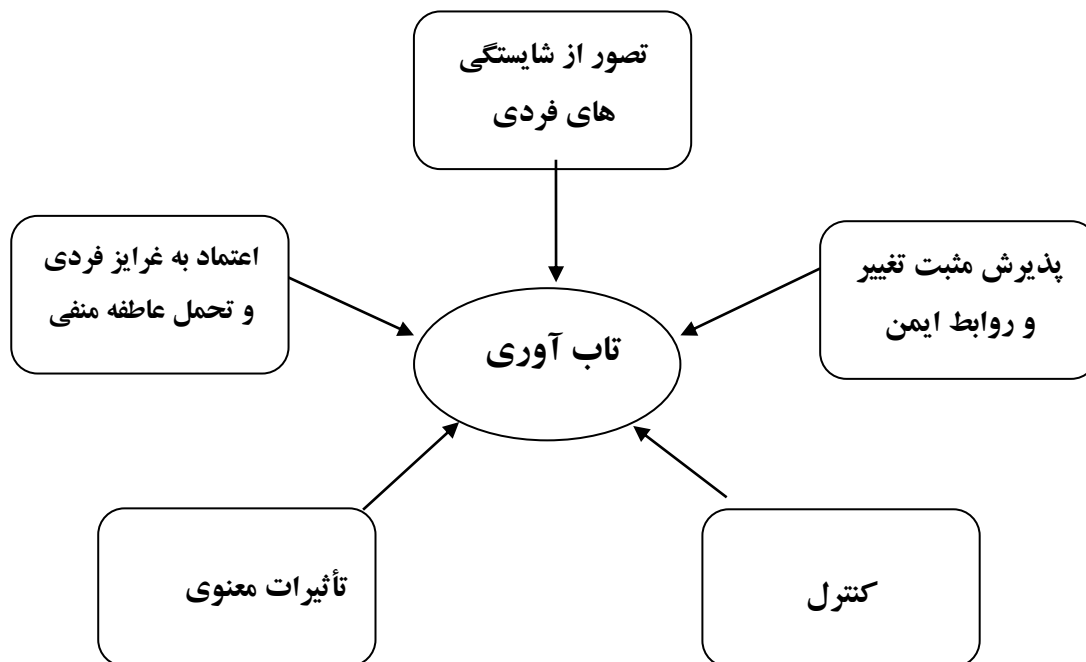 تصور از شایستگی
های فردی
پذیرش مثبت تغییر
و روابط ایمن
اعتماد به غرایز فردی
و تحمل عاطفه منفی
تاب آوری
کنترل
تأثیرات معنوی